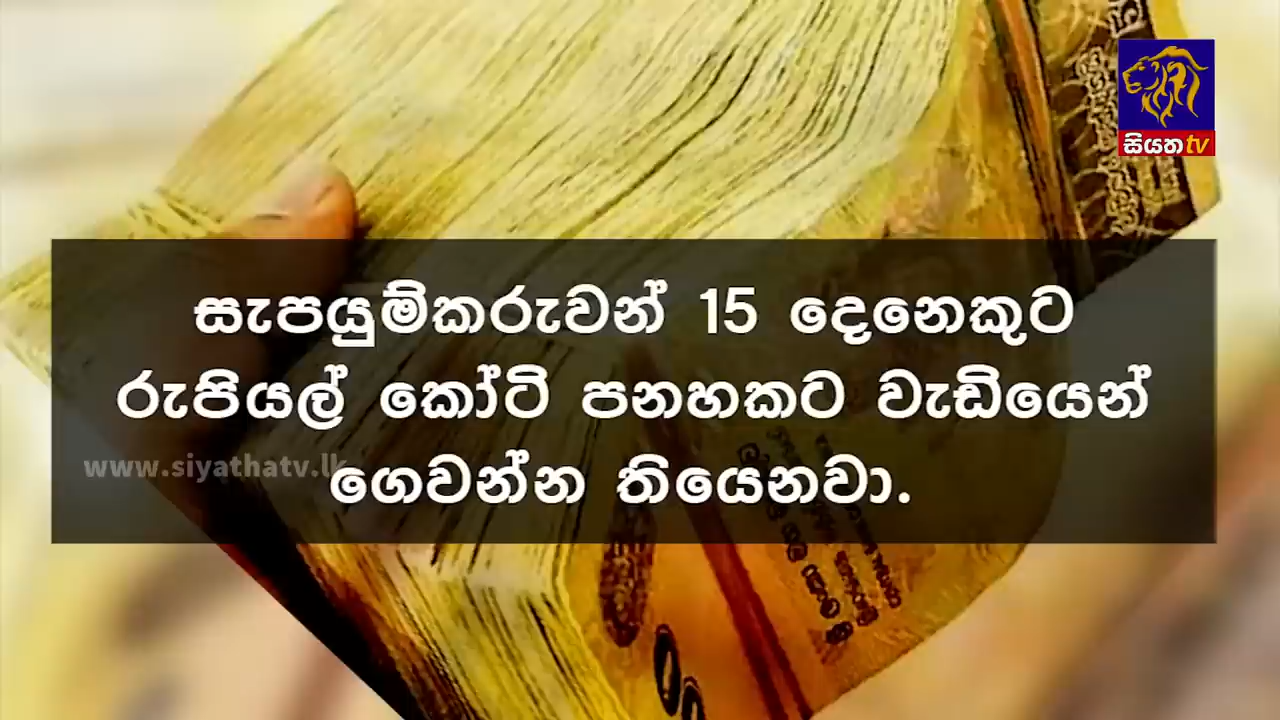 සියත tv
සැපයුම්කරුවන් 15 දෙනෙකුට
රුපියල් කෝටි පනහකට වැඩියෙන්
www.siyathatv.lk
ගෙවන්න තියෙනවා.